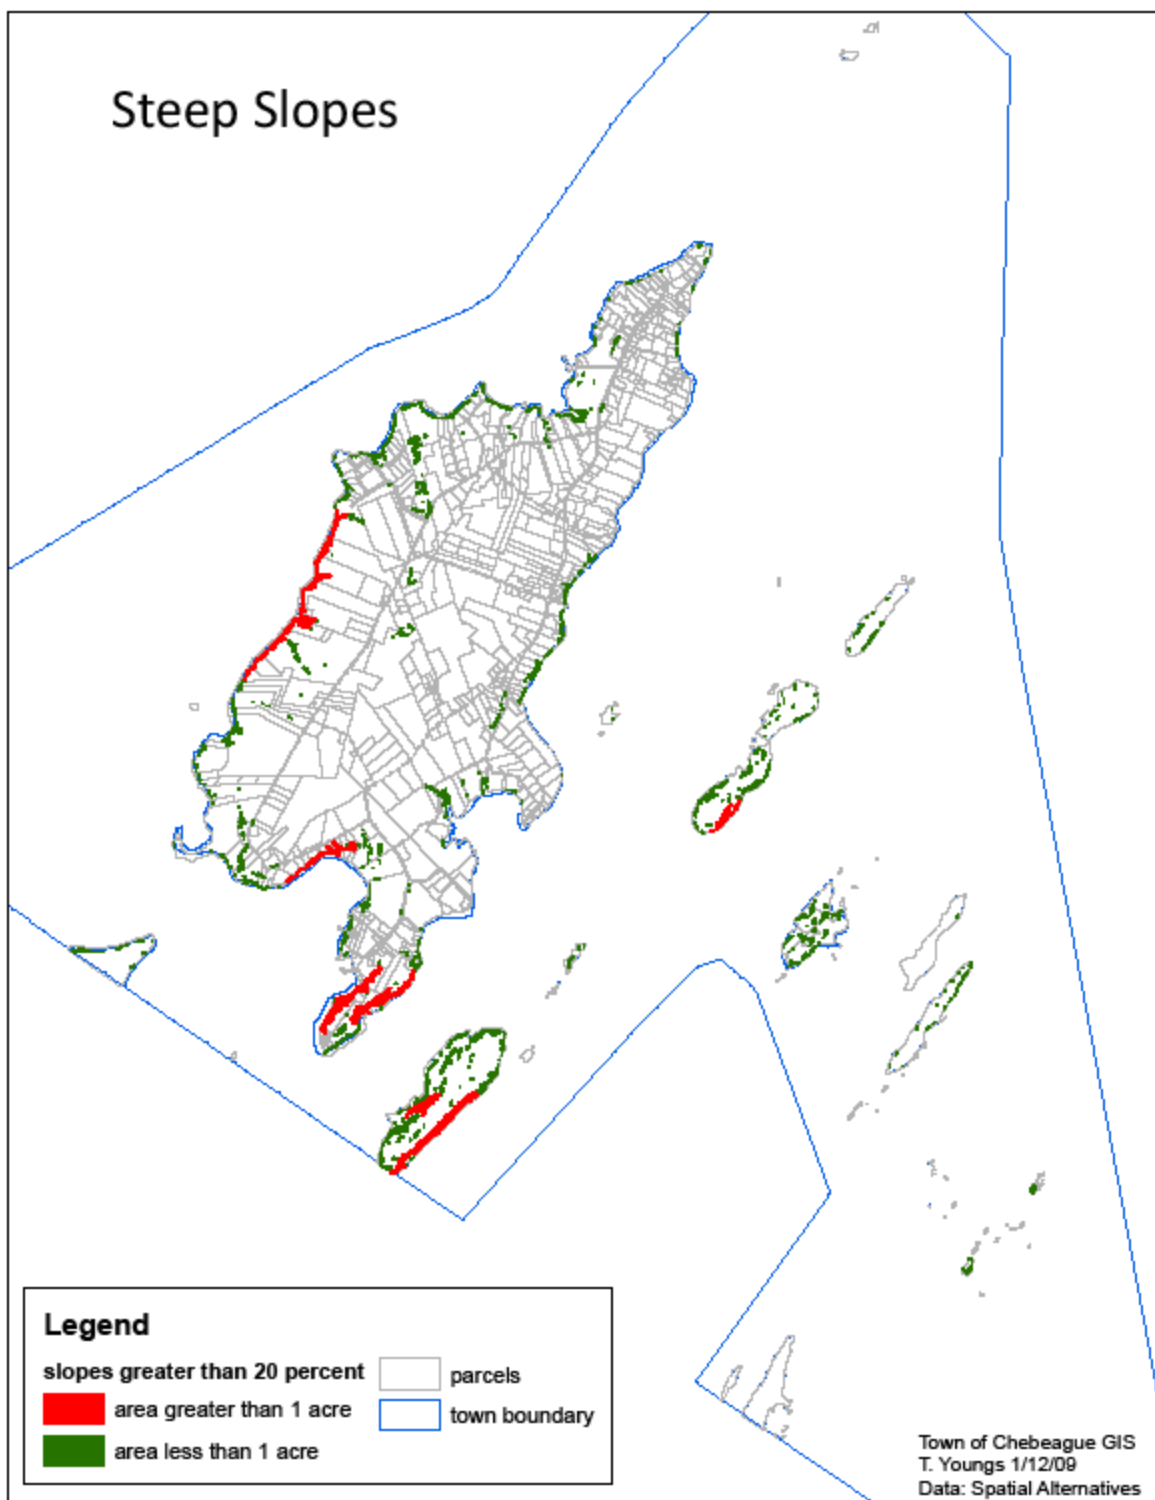 Steep Slopes
Legend
slopes greater than 20 percent
area greater than 1 acre
area less than 1 acre
parcels
town boundary
Town of Chebeague GIS
T. Youngs 1/12/09
Data: Spatial Alternatives